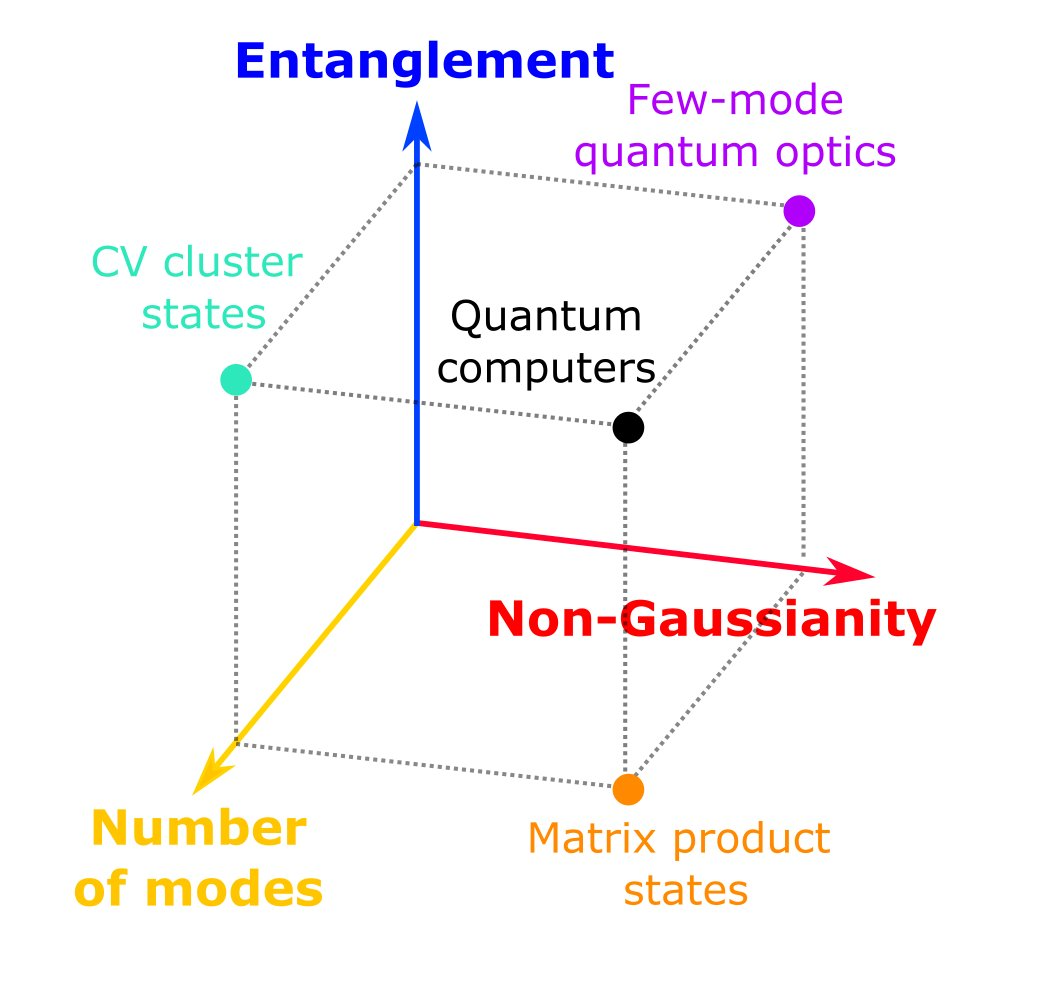 Entanglement
Few-mode
quantum optics
CV cluster
states
Quantum
computers
Non-Gaussianity
Number
of modes
Matrix product
states